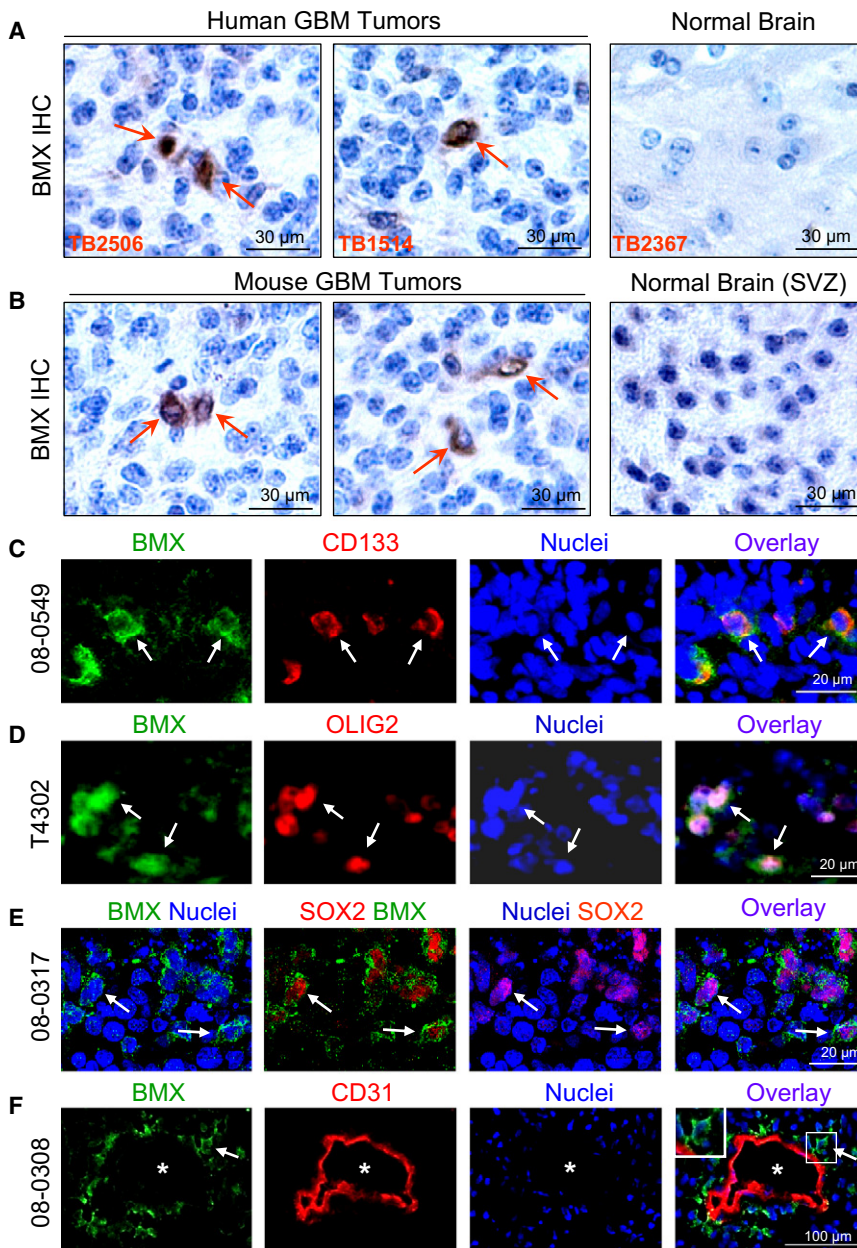 A
Human GBM Tumors
Normal Brain
BMX IHC
TB2506
30 µm
TB1514
30 µm
TB2367
30 µm
B
Mouse GBM Tumors
Normal Brain (SVZ)
BMX IHC
30 µm
30 µm
30 µm
C
BMX
CD133
Nuclei
Overlay
08-0549
20 µm
D
BMX
OLIG2
Nuclei
Overlay
T4302
20 µm
E
BMX Nuclei
SOX2 BMX
Nuclei SOX2
Overlay
08-0317
20 µm
F
BMX
CD31
Nuclei
Overlay
08-0308
*
*
*
*
100 µm